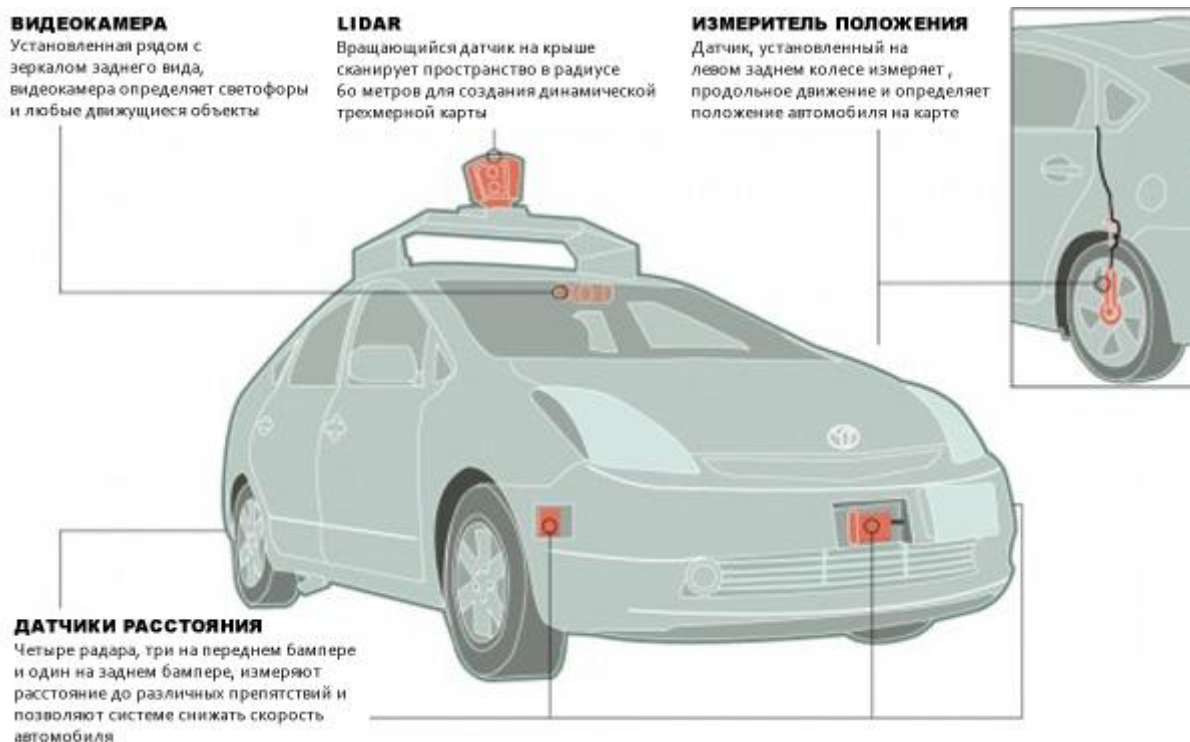 ВИДЕОКАМЕРА
Установленная рядом с
зеркалом заднего вида,
видеокамера определяет светофоры
и любые движущиеся объекты
LIDAR
Вращающийся датчик на крыше
сканирует пространство в радиусе
60 метров для создания динамической
трехмерной карты
ИЗМЕРИТЕЛЬ ПОЛОЖЕНИЯ
Датчик, установленный на
левом заднем колесе измеряет ,
продольное движение и определяет
положение автомобиля на карте
ДАТЧИКИ РАССТОЯНИЯ
Четыре радара, три на переднем бампере
и один на заднем бампере, измеряют
расстояние до различных препятствий и
позволяют системе снижать скорость
автомобиля